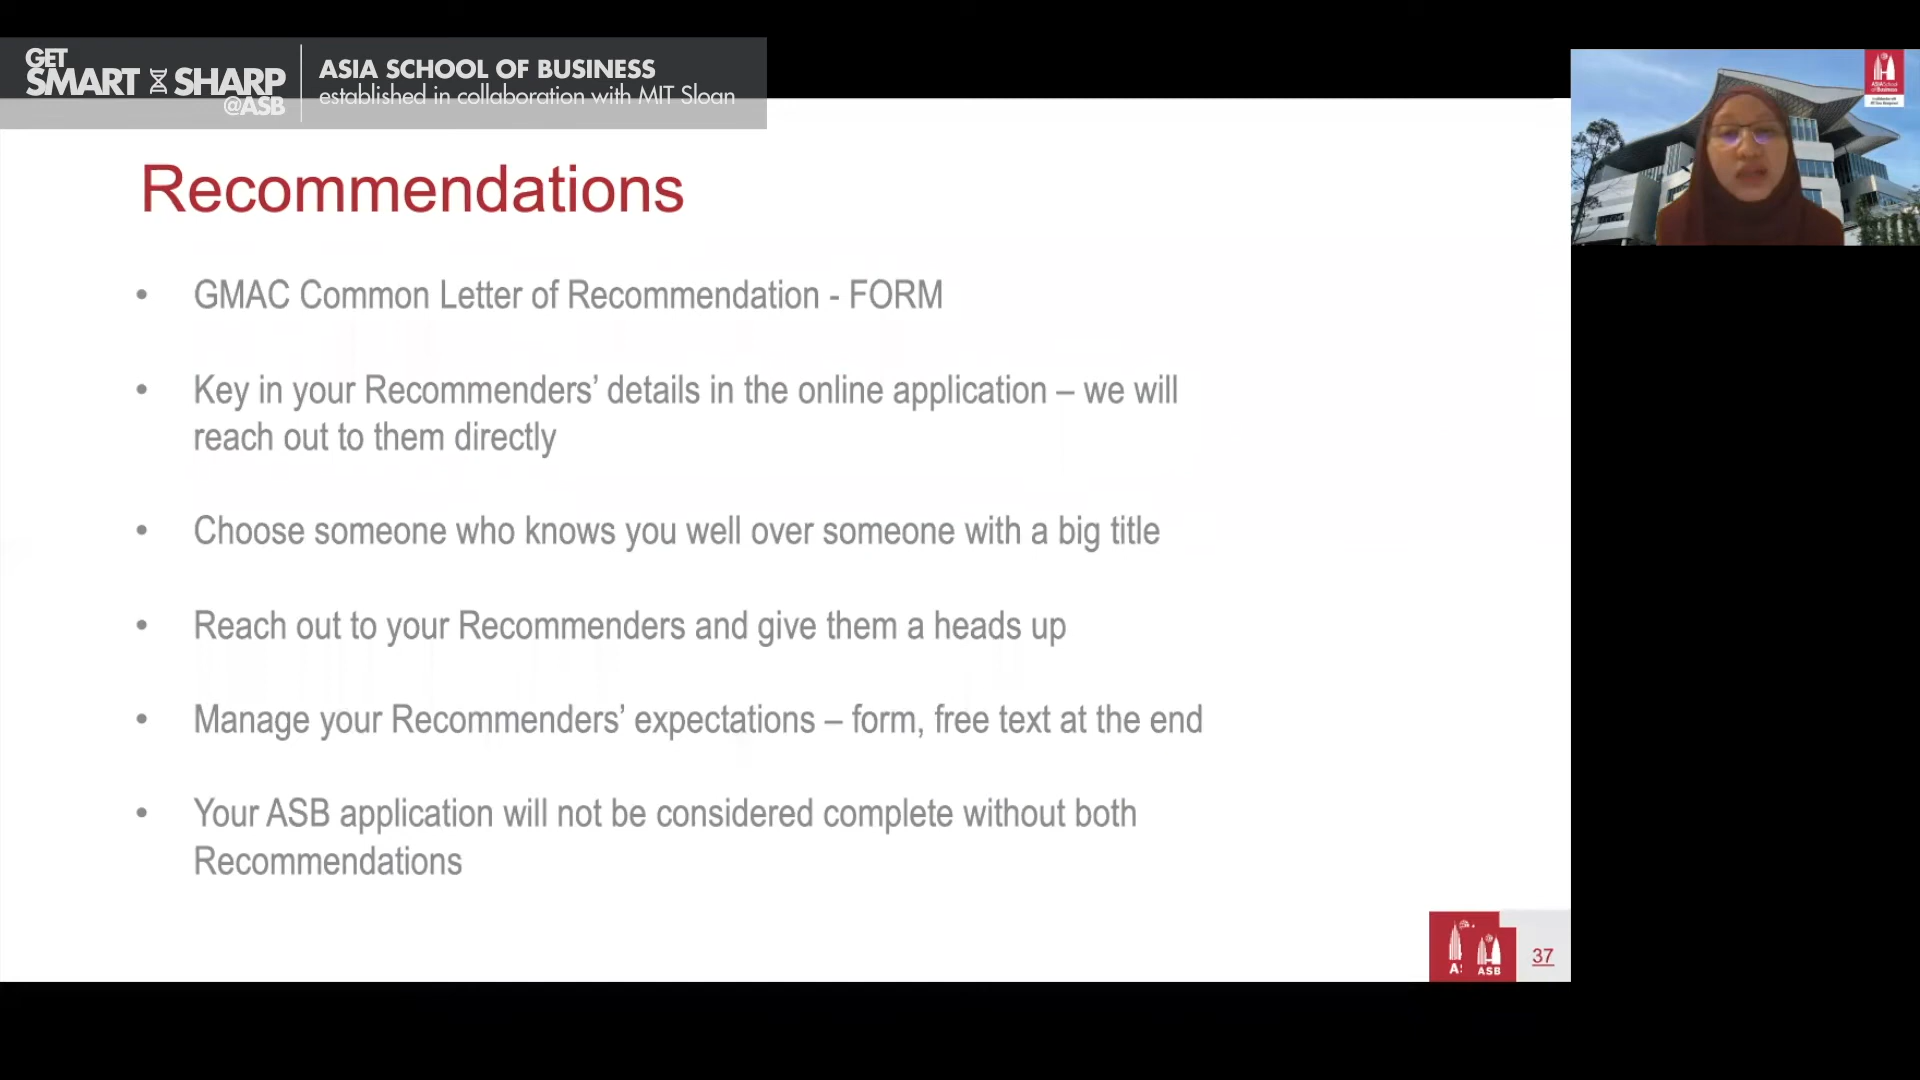 GET
SMART SHARP
@ASB
ASIA SCHOOL OF BUSINESS
established in collaboration with MIT Sloan
Recommendations
• GMAC Common Letter of Recommendation - FORM
• Key in your Recommenders’ details in the online application – we will
reach out to them directly
• Choose someone who knows you well over someone with a big title
• Reach out to your Recommenders and give them a heads up
• Manage your Recommenders’ expectations – form, free text at the end
• Your ASB application will not be considered complete without both
Recommendations
ASB
37